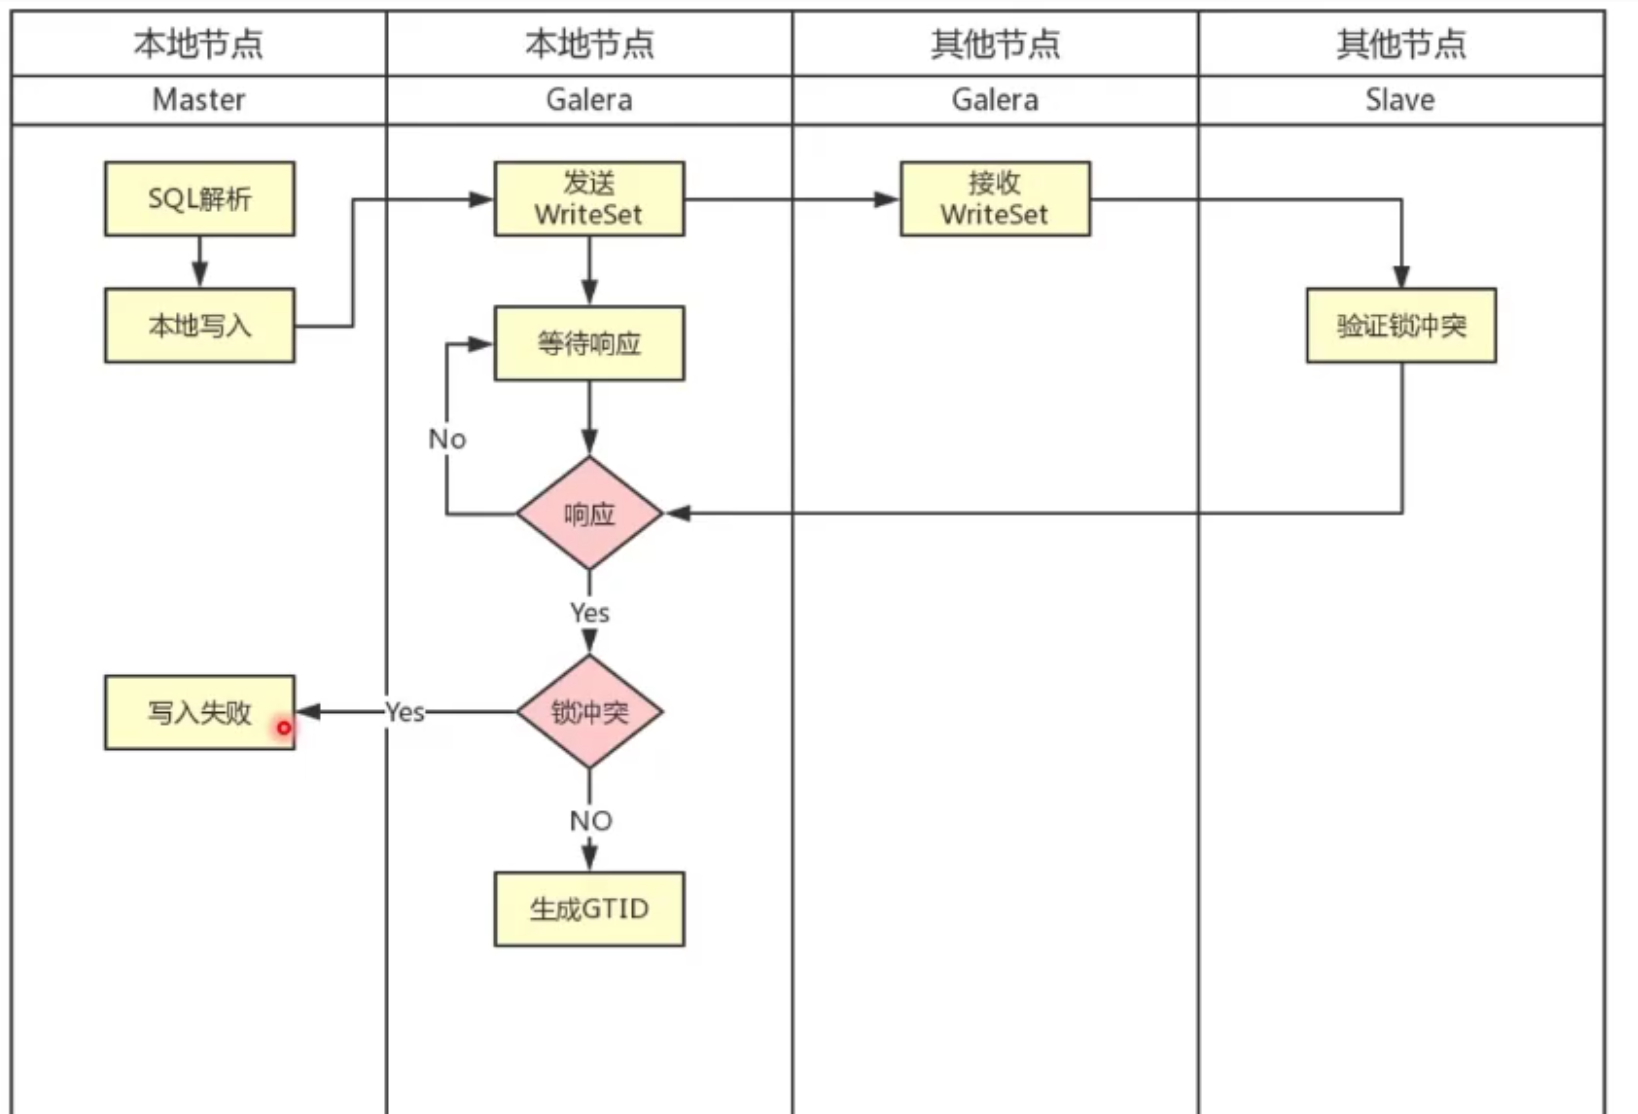 本地节点
本地节点
其他节点
其他节点
Master
Galera
Galera
Slave
SQL解析
发送
WriteSet
接收
WriteSet
本地写入
等待响应
验证锁冲突
No
响应
Yes
写入失败
Yes
锁冲突
NO
生成GTID